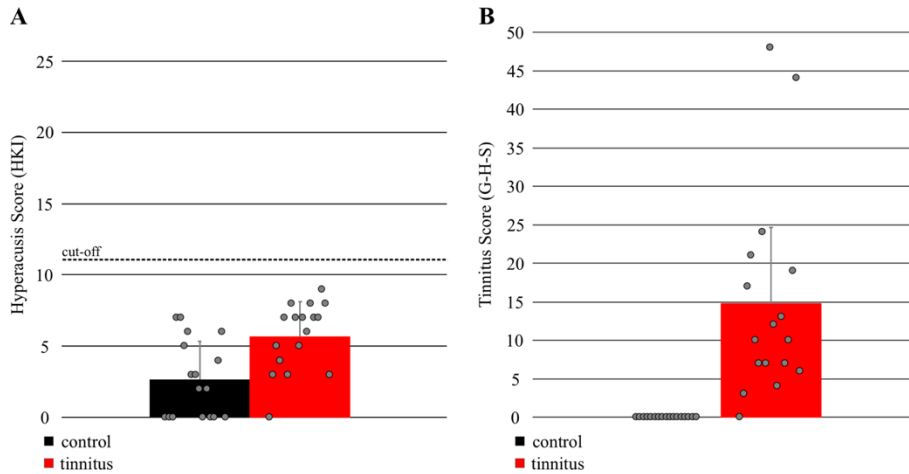 A
Hyperacusis Score (HKI)
25
20
15
cut-off
10
5
0
control
tinnitus
B
Tinnitus Score (G-H-S)
50
45
40
35
30
25
20
15
10
5
0
control
tinnitus